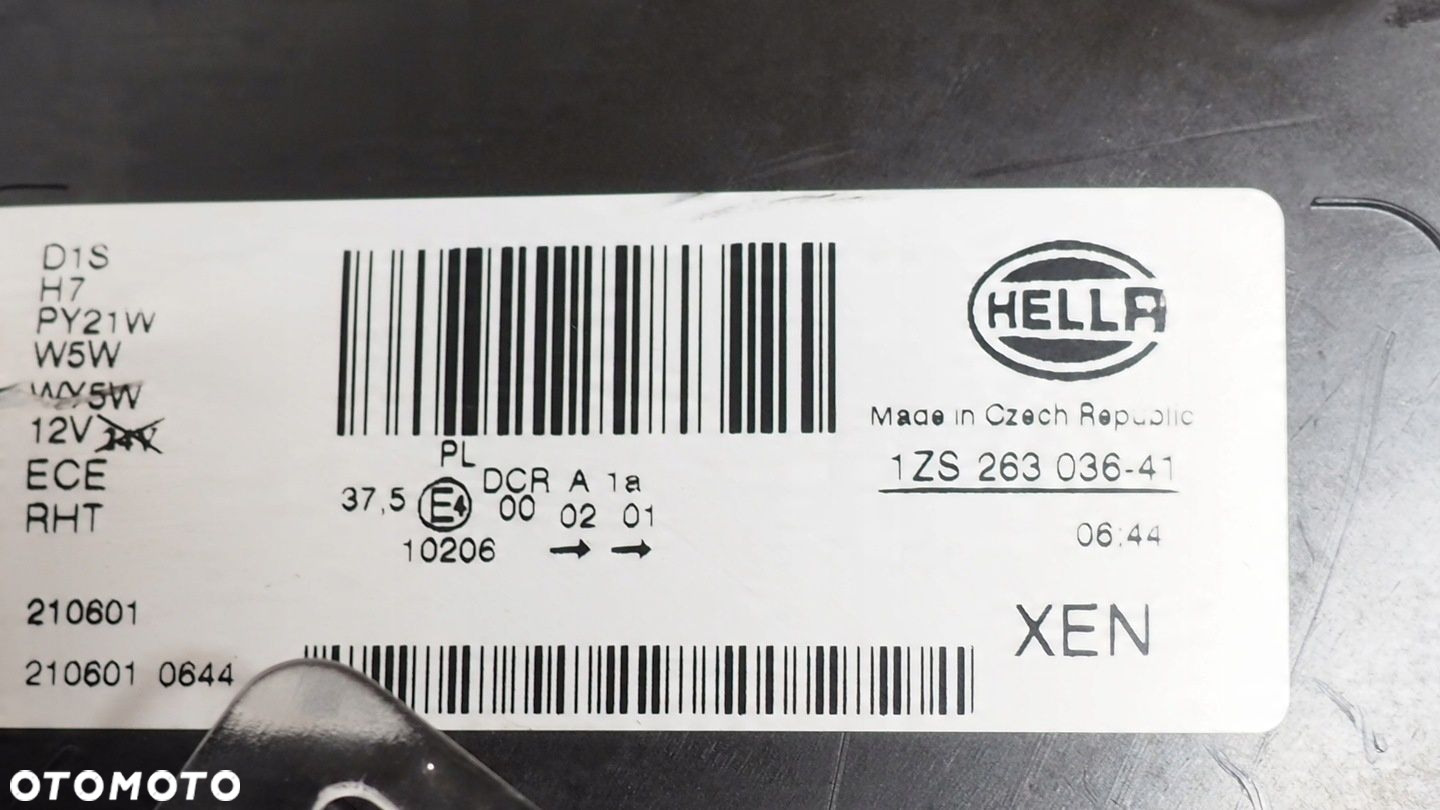 D1S
H7
PY21W
W5W
WY5W
12V 24V
ECE
RHT
210601
210601 0644
PL
37,5 E4 DCR A 1a
00 02 01
10206 → →
HELLA
Made in Czech Republic
1ZS 263 036-41
06:44
XEN
OTOMOTO